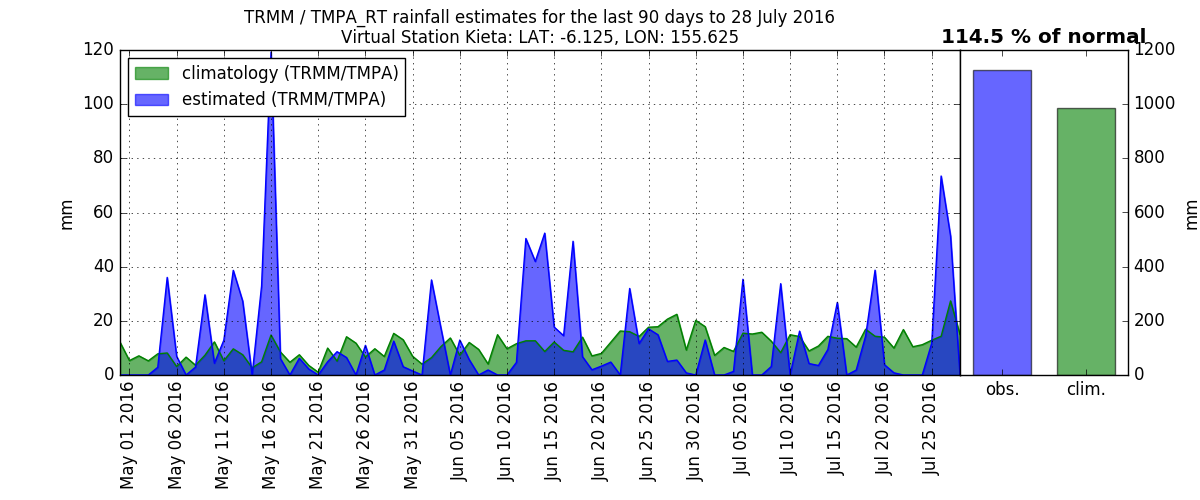 TRMM / TMPA_RT rainfall estimates for the last 90 days to 28 July 2016
Virtual Station Kieta: LAT: -6.125, LON: 155.625
114.5 % of normal
climatology (TRMM/TMPA)
estimated (TRMM/TMPA)
mm
120
100
80
60
40
20
0
May 01 2016
May 06 2016
May 11 2016
May 16 2016
May 21 2016
May 26 2016
May 31 2016
Jun 05 2016
Jun 10 2016
Jun 15 2016
Jun 20 2016
Jun 25 2016
Jun 30 2016
Jul 05 2016
Jul 10 2016
Jul 15 2016
Jul 20 2016
Jul 25 2016
obs.
clim.
1200
1000
800
600
400
200
0
mm